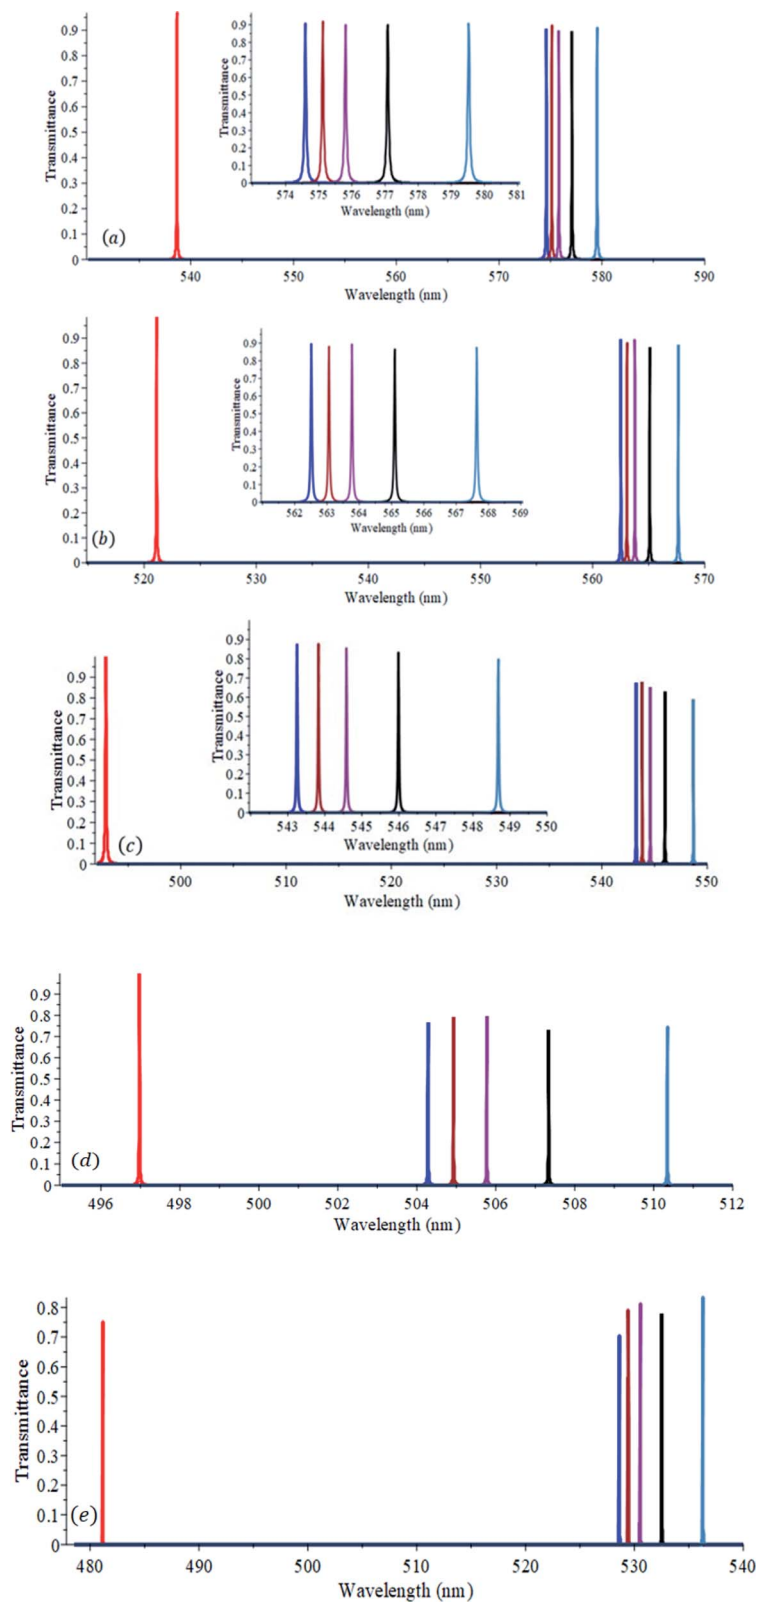 Transmittance
0.9
0.8
0.7
0.6
0.5
0.4
0.3
0.2
0.1
0
(a)
540 550 560 570 580 590
Wavelength (nm)
Transmittance
0.9
0.8
0.7
0.6
0.5
0.4
0.3
0.2
0.1
0
574 575 576 577 578 579 580 581
Wavelength (nm)
Transmittance
0.9
0.8
0.7
0.6
0.5
0.4
0.3
0.2
0.1
0
(b)
520 530 540 550 560 570
Wavelength (nm)
Transmittance
0.9
0.8
0.7
0.6
0.5
0.4
0.3
0.2
0.1
0
562 563 564 565 566 567 568 569
Wavelength (nm)
Transmittance
0.9
0.8
0.7
0.6
0.5
0.4
0.3
0.2
0.1
0
(c)
500 510 520 530 540 550
Wavelength (nm)
Transmittance
0.9
0.8
0.7
0.6
0.5
0.4
0.3
0.2
0.1
0
543 544 545 546 547 548 549 550
Wavelength (nm)
Transmittance
0.9
0.8
0.7
0.6
0.5
0.4
0.3
0.2
0.1
0
(d)
496 498 500 502 504 506 508 510 512
Wavelength (nm)
Transmittance
0.8
0.7
0.6
0.5
0.4
0.3
0.2
0.1
0
(e)
480 490 500 510 520 530 540
Wavelength (nm)